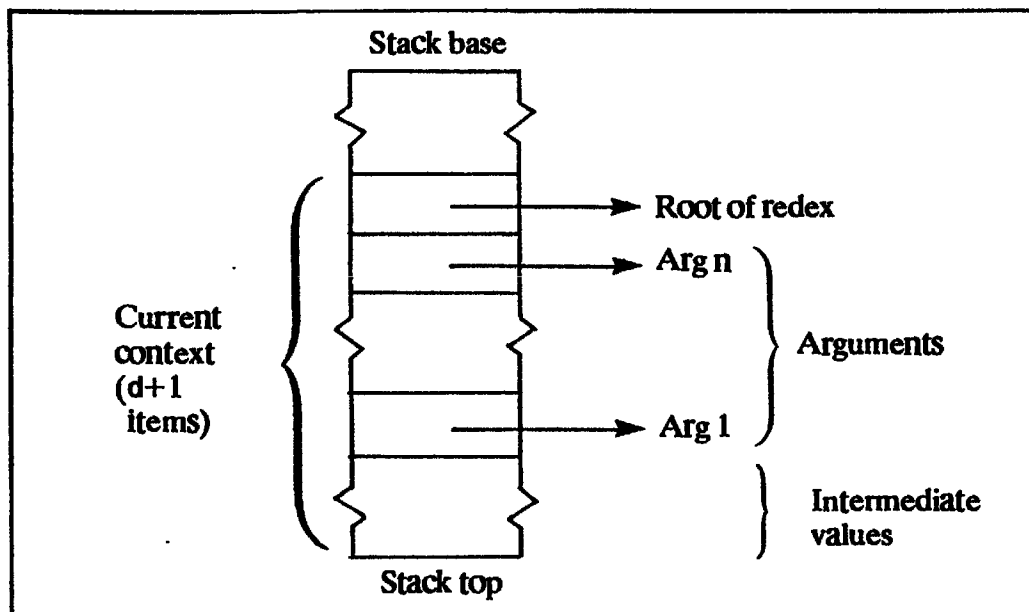 Stack base
Root of redex
Arg n
Current
context
(d+1
items)
Arguments
Arg 1
Intermediate
values
Stack top